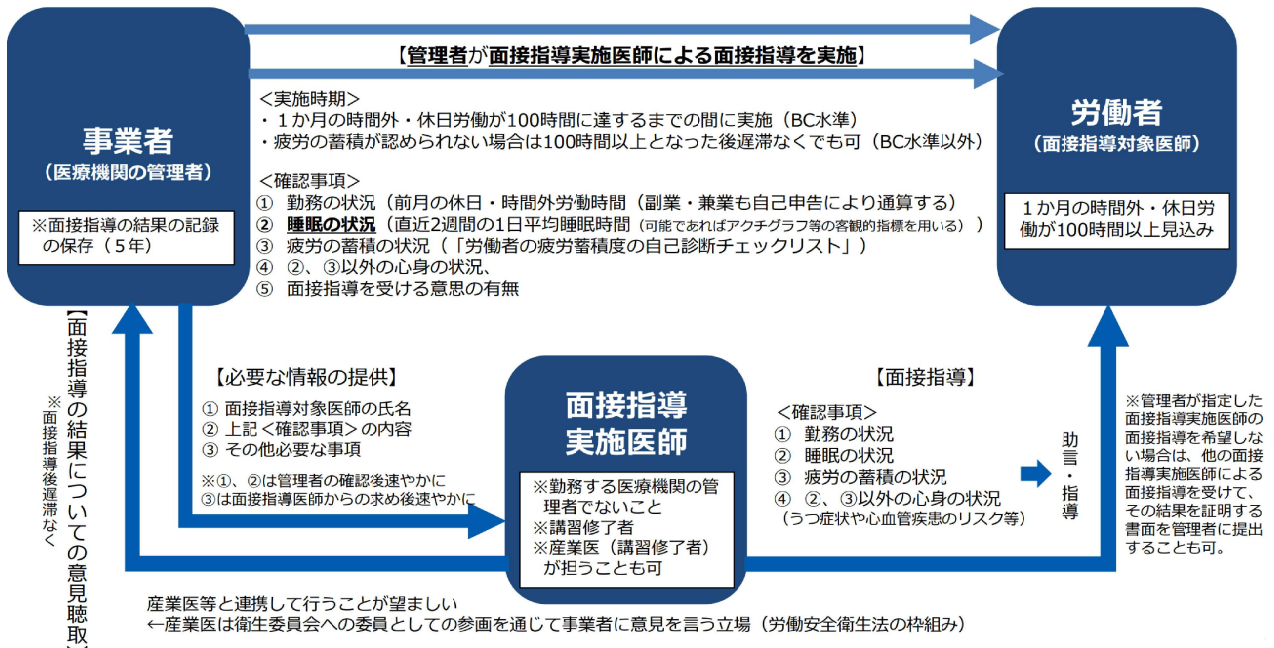 事業者
（医療機関の管理者）
※面接指導の結果の記録
の保存（５年）
【管理者が面接指導実施医師による面接指導を実施】
＜実施時期＞
・１か月の時間外・休日労働が100時間に達するまでの間に実施（BC水準）
・疲労の蓄積が認められない場合は100時間以上となった後遅滞なくでも可（BC水準以外）
＜確認事項＞
① 勤務の状況（前月の休日・時間外労働時間（副業・兼業も自己申告により通算する）
② 睡眠の状況（直近2週間の1日平均睡眠時間（可能であればアクチグラフ等の客観的指標を用いる））
③ 疲労の蓄積の状況（「労働者の疲労蓄積度の自己診断チェックリスト」）
④ ②、③以外の心身の状況、
⑤ 面接指導を受ける意思の有無
労働者
（面接指導対象医師）
１か月の時間外・休日労
働が100時間以上見込み
【面接指導の結果についての意見聴取】
※面接指導後遅滞なく
【必要な情報の提供】
① 面接指導対象医師の氏名
② 上記＜確認事項＞の内容
③ その他必要な事項
※①、②は管理者の確認後速やかに
③は面接指導医師からの求め後速やかに
面接指導
実施医師
※勤務する医療機関の管
理者でないこと
※講習修了者
※産業医（講習修了者）
が担うことも可
【面接指導】
＜確認事項＞
① 勤務の状況
② 睡眠の状況
③ 疲労の蓄積の状況
④ ②、③以外の心身の状況
（うつ症状や心血管疾患のリスク等）
助言・指導
※管理者が指定した
面接指導実施医師の
面接指導を希望しな
い場合は、他の面接
指導実施医師による
面接指導を受けて、
その結果を証明する
書面を管理者に提出
することも可。
産業医等と連携して行うことが望ましい
←産業医は衛生委員会への委員としての参画を通じて事業者に意見を言う立場（労働安全衛生法の枠組み）